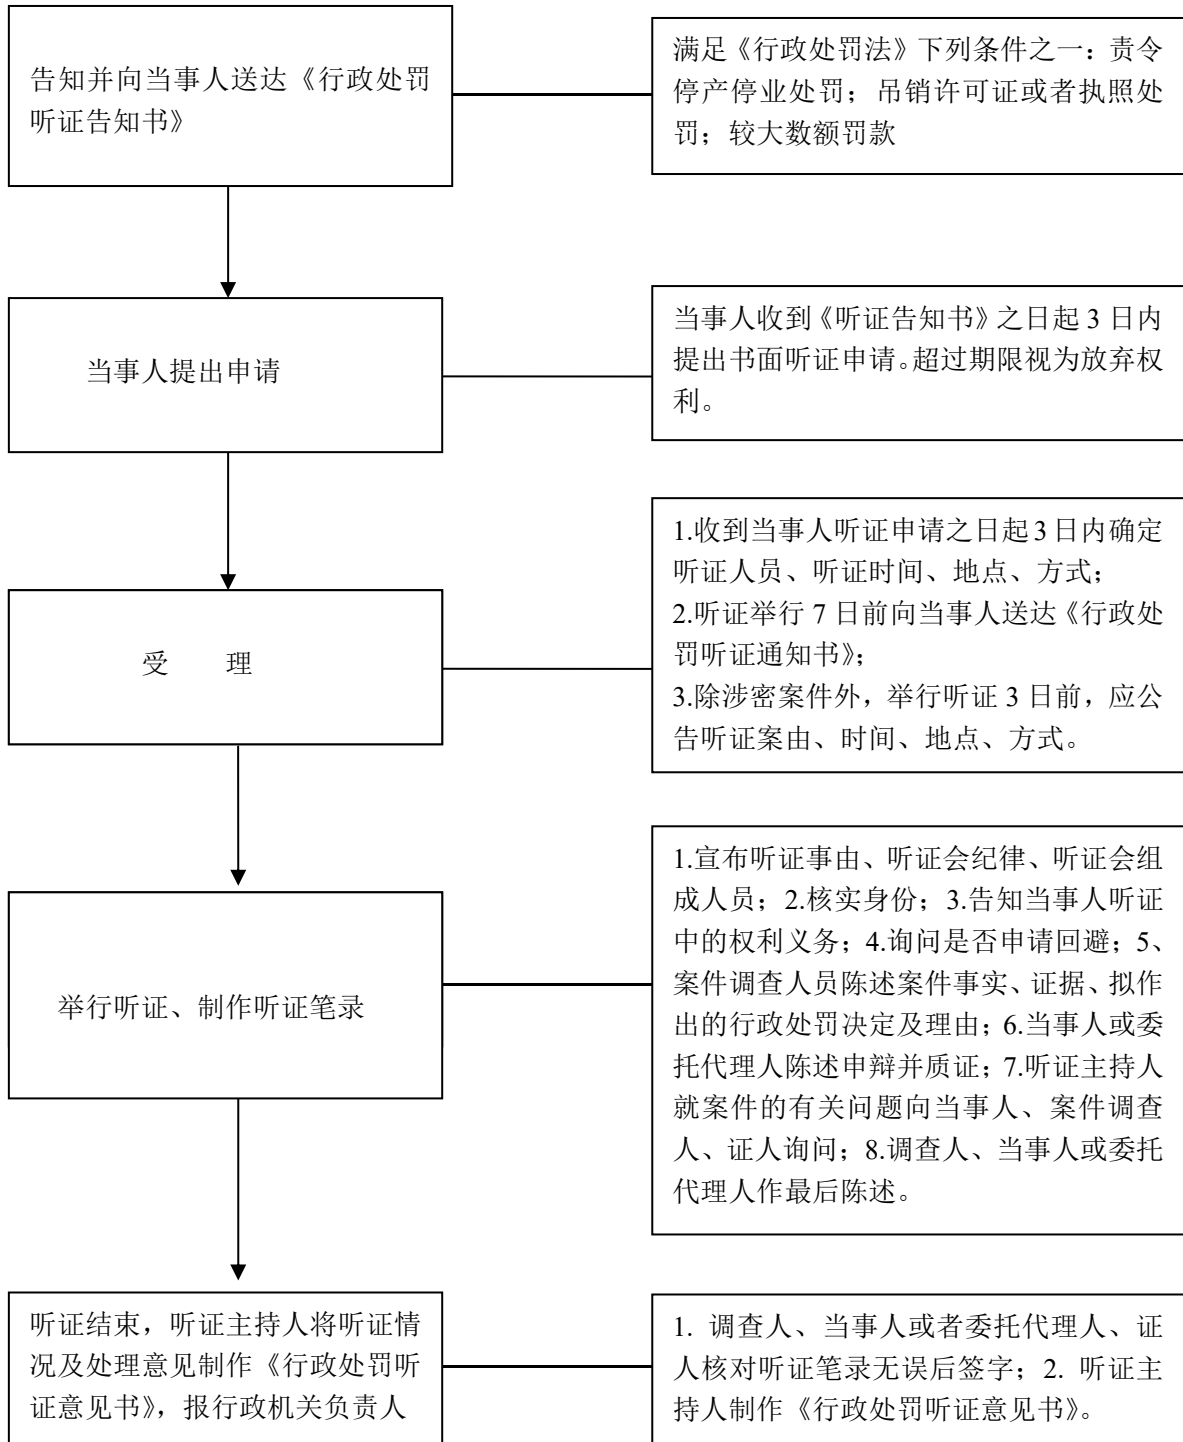 告知并向当事人送达《行政处罚
听证告知书》
满足《行政处罚法》下列条件之一：责令
停产停业处罚；吊销许可证或者执照处
罚；较大数额罚款
当事人提出申请
当事人收到《听证告知书》之日起 3 日内
提出书面听证申请。超过期限视为放弃权
利。
受 理
1.收到当事人听证申请之日起 3 日内确定
听证人员、听证时间、地点、方式；
2.听证举行 7 日前向当事人送达《行政处
罚听证通知书》；
3.除涉密案件外，举行听证 3 日前，应公
告听证案由、时间、地点、方式。
举行听证、制作听证笔录
1.宣布听证事由、听证会纪律、听证会组
成人员；2.核实身份；3.告知当事人听证
中的权利义务；4.询问是否申请回避；5、
案件调查人员陈述案件事实、证据、拟作
出的行政处罚决定及理由；6.当事人或委
托代理人陈述申辩并质证；7.听证主持人
就案件的有关问题向当事人、案件调查
人、证人询问；8.调查人、当事人或委托
代理人作最后陈述。
听证结束，听证主持人将听证情
况及处理意见制作《行政处罚听
证意见书》，报行政机关负责人
1. 调查人、当事人或者委托代理人、证
人核对听证笔录无误后签字；2. 听证主
持人制作《行政处罚听证意见书》。